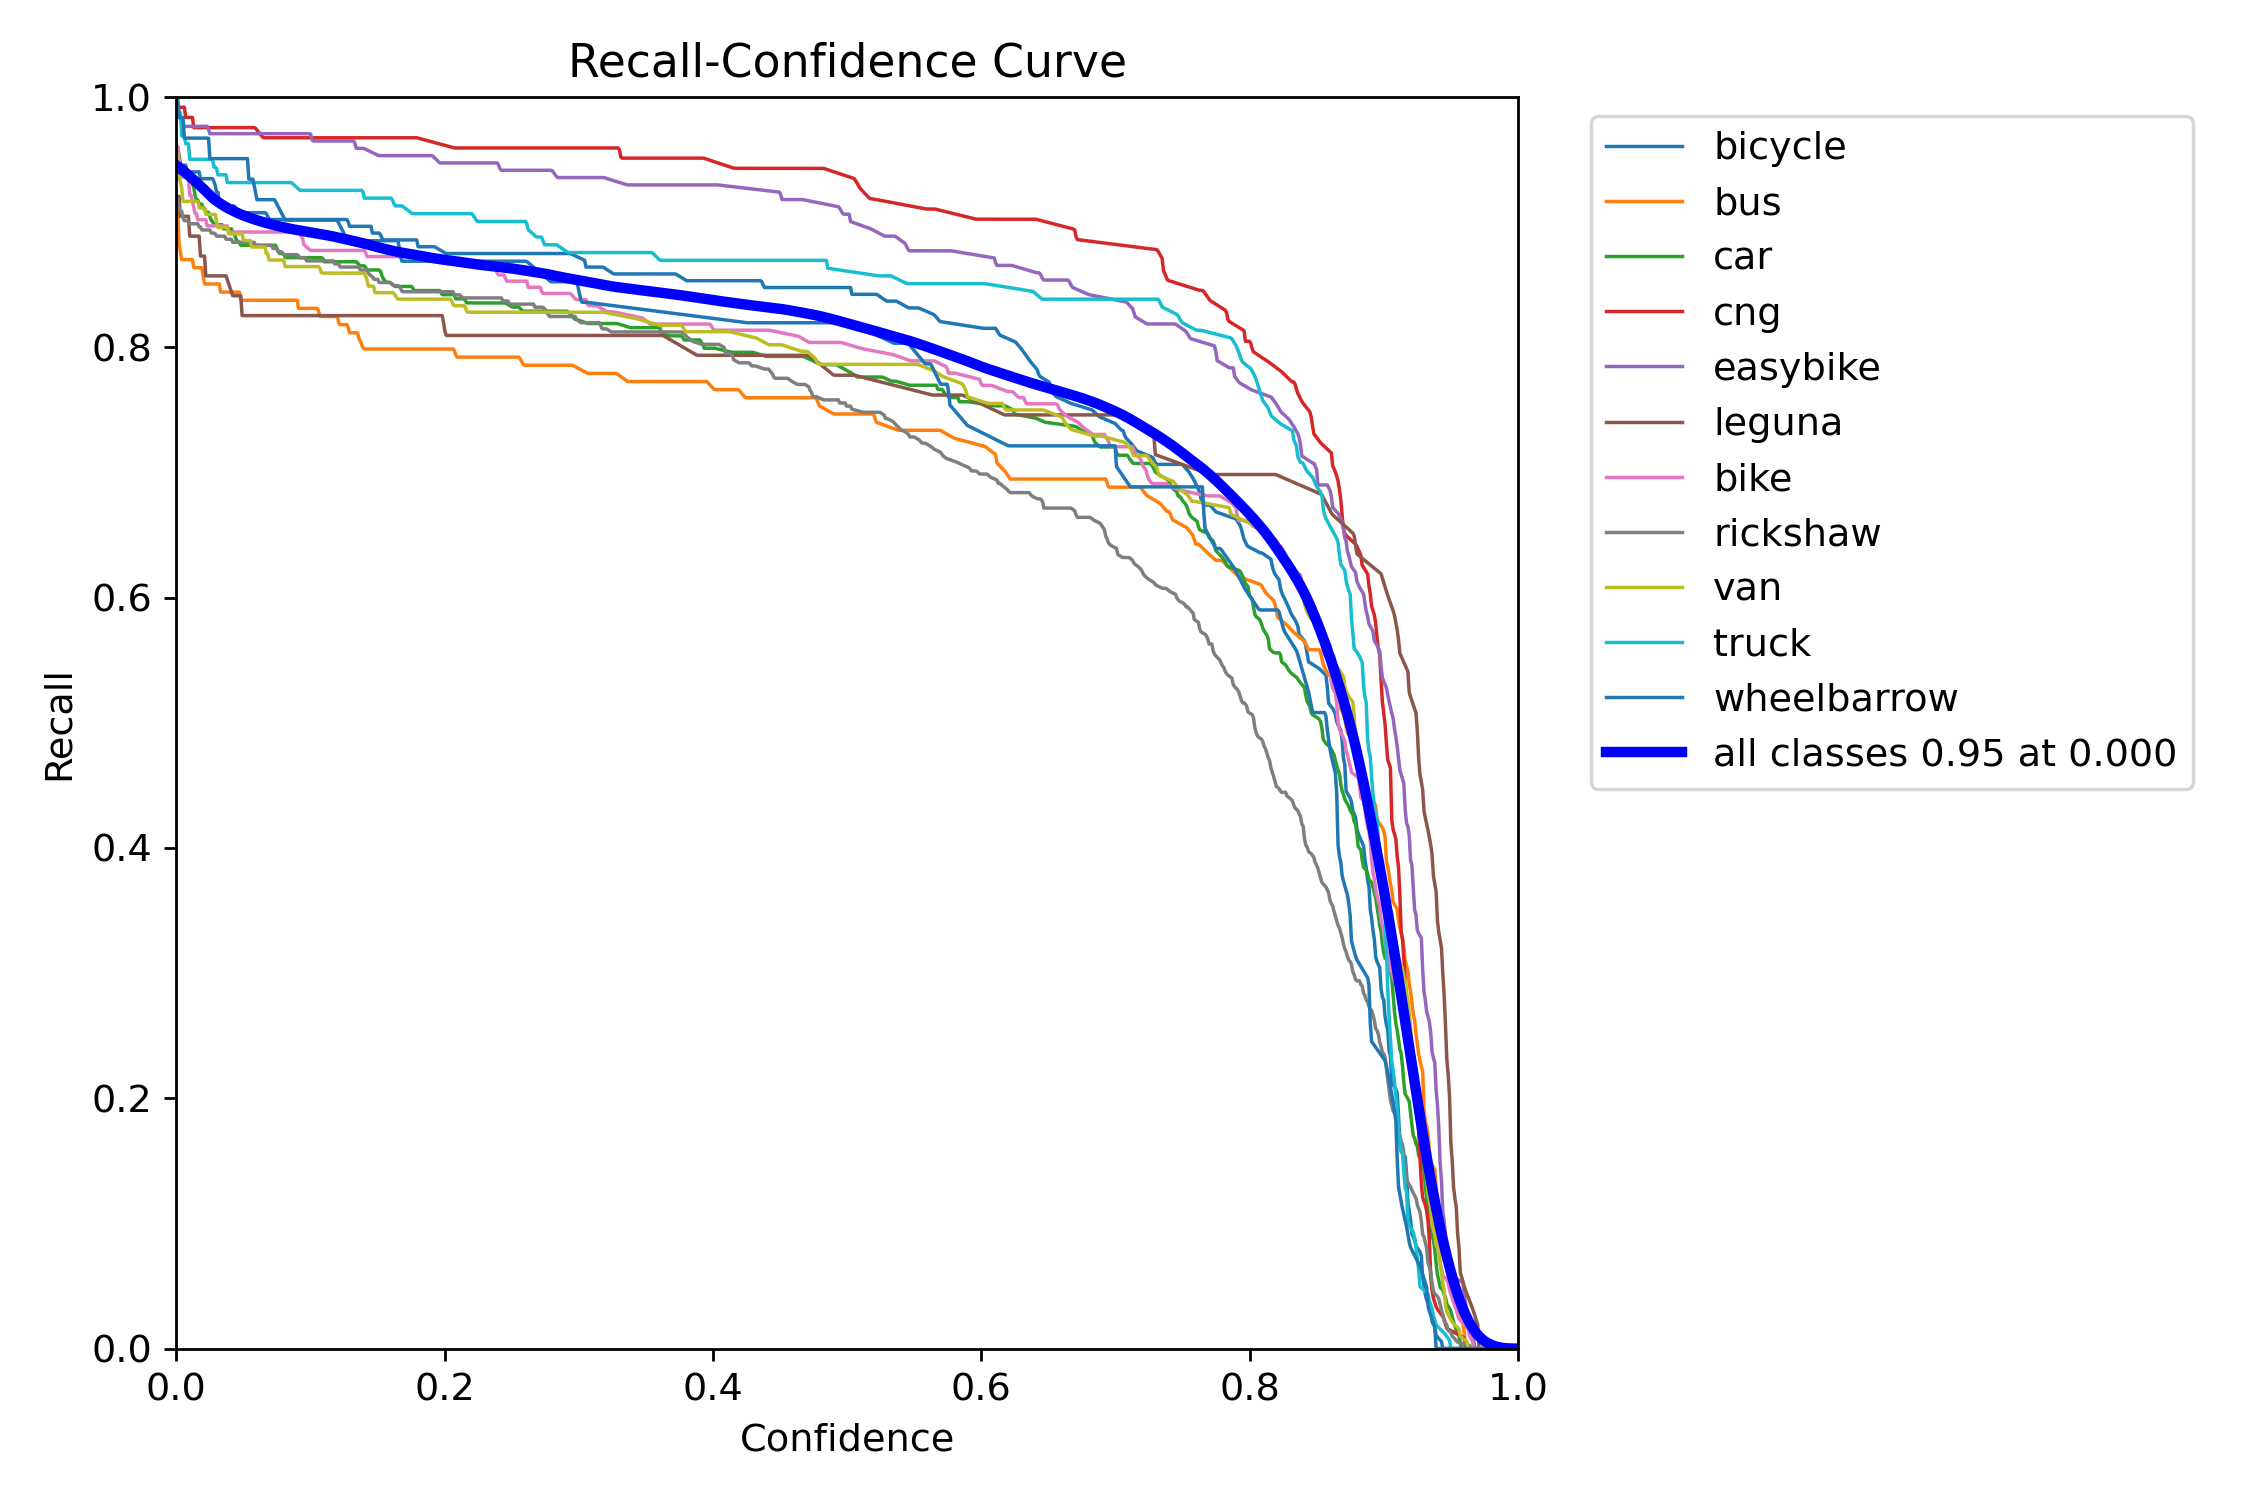 Recall-Confidence Curve
1.0
0.8
0.6
0.4
0.2
0.0
Recall
0.0 0.2 0.4 0.6 0.8 1.0
Confidence
bicycle
bus
car
cng
easybike
leguna
bike
rickshaw
van
truck
wheelbarrow
all classes 0.95 at 0.000